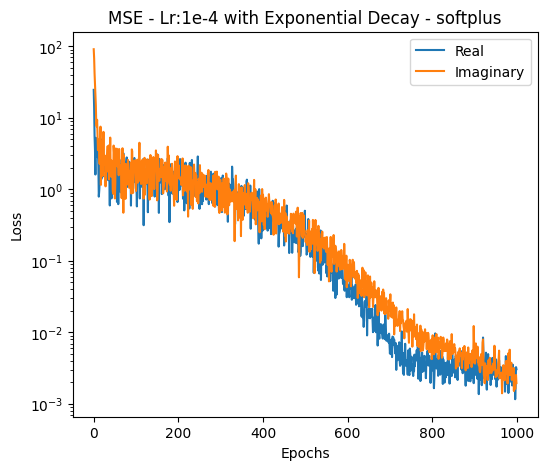 MSE - Lr:1e-4 with Exponential Decay - softplus
Real
Imaginary
Loss
10²
10¹
10⁰
10⁻¹
10⁻²
10⁻³
0 200 400 600 800 1000
Epochs